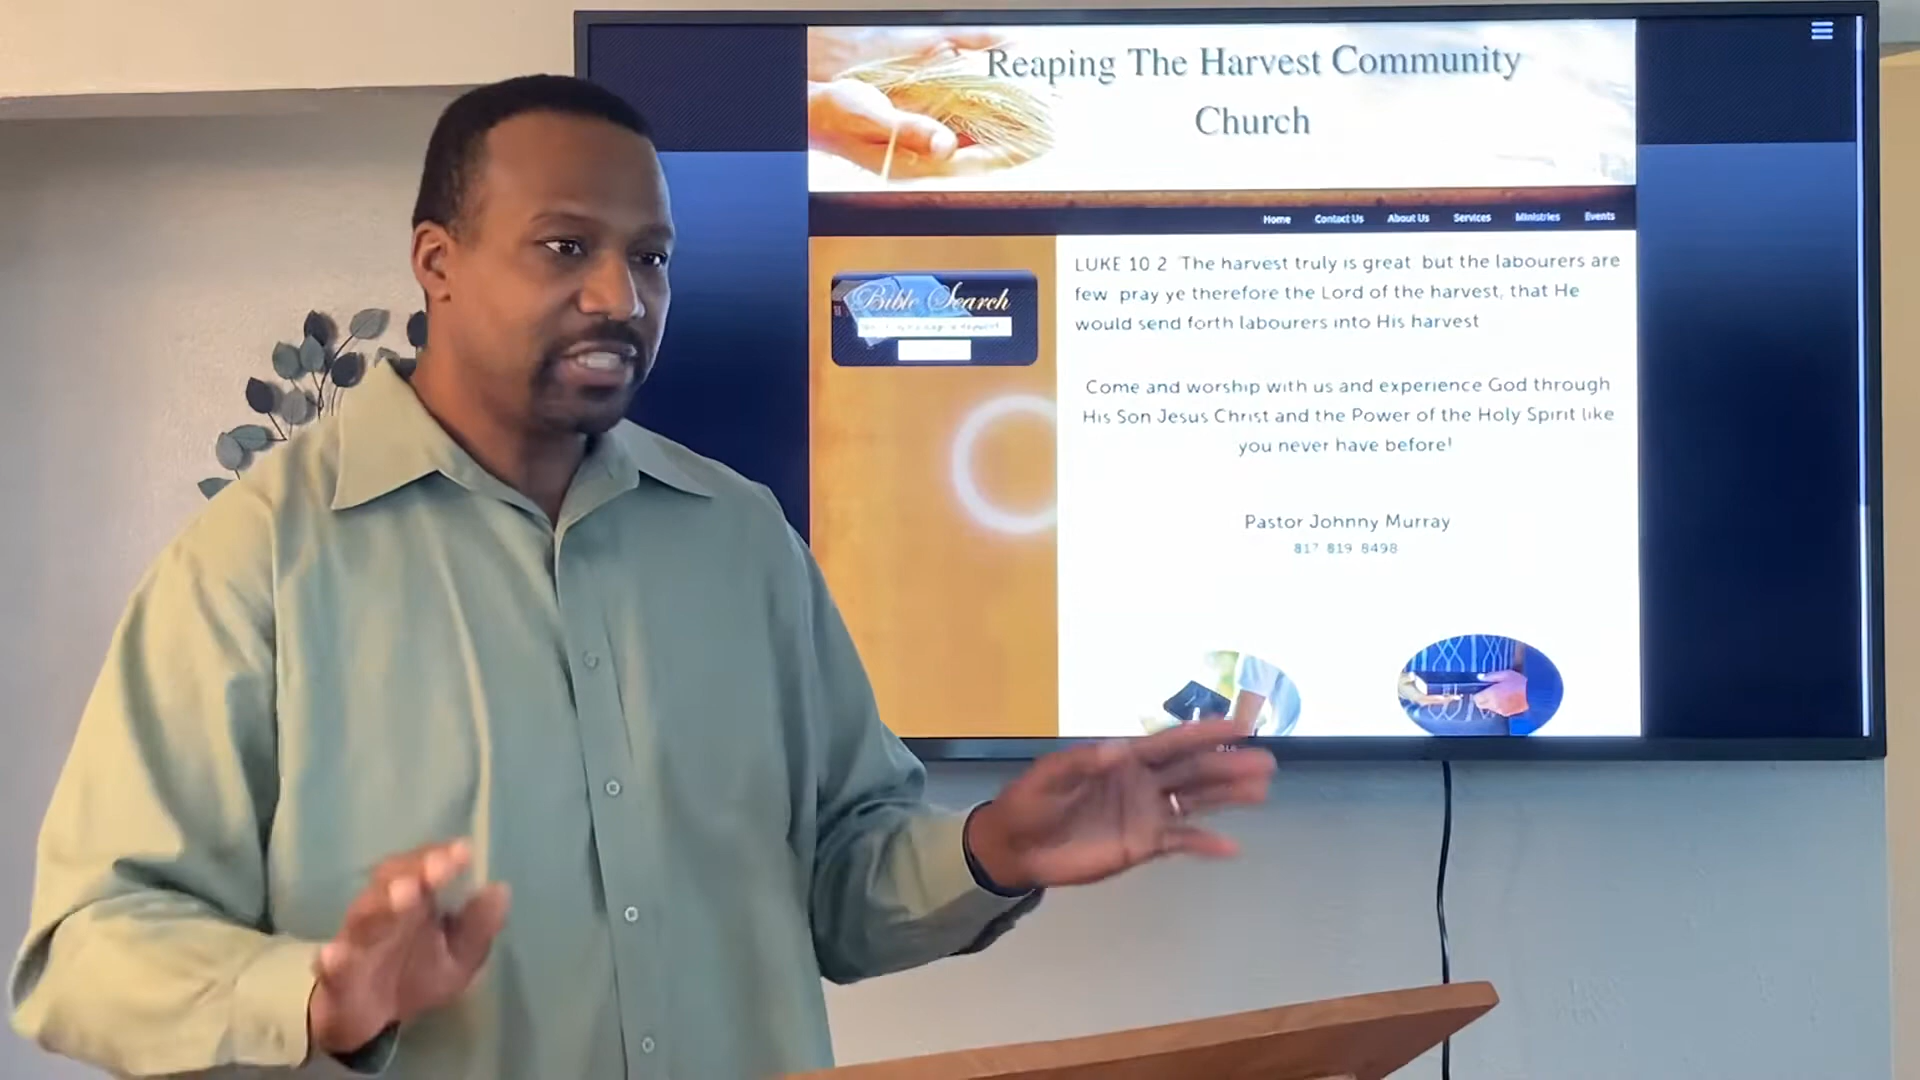 Reaping The Harvest Community
Church
Home Contact Us About Us Services Ministries Events
Bible Search
LUKE 10 2 The harvest truly is great but the labourers are
few pray ye therefore the Lord of the harvest, that He
would send forth labourers into His harvest
Come and worship with us and experience God through
His Son Jesus Christ and the Power of the Holy Spirit like
you never have before!
Pastor Johnny Murray
817 819 8498
LG